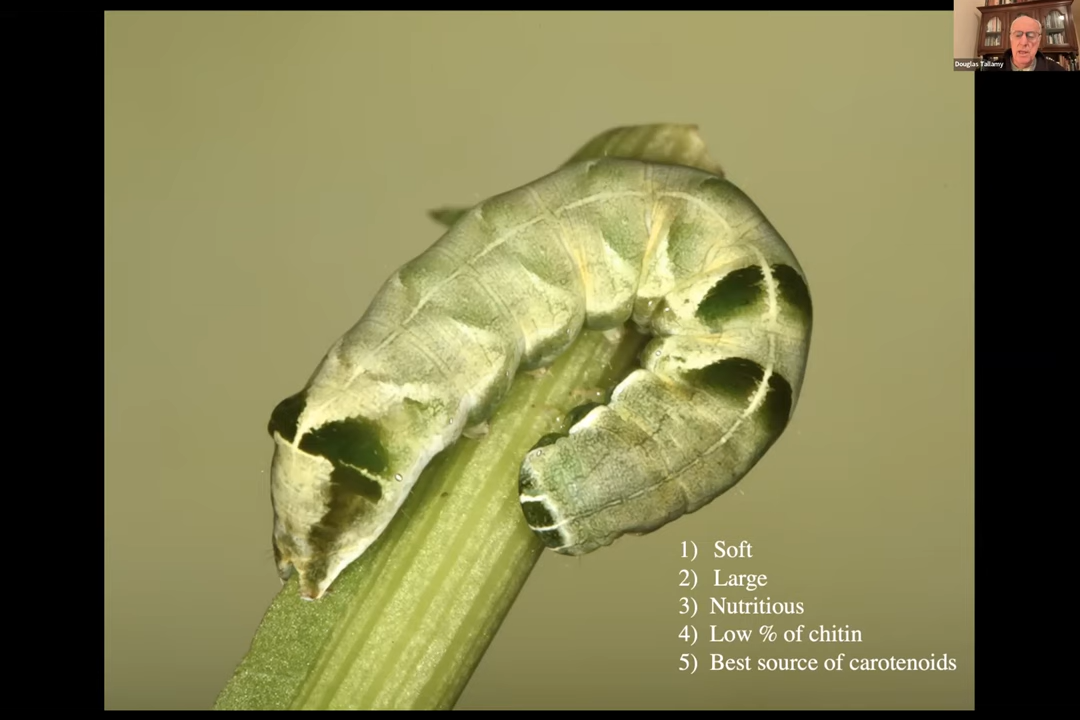 Douglas Tallamy
1) Soft
2) Large
3) Nutritious
4) Low % of chitin
5) Best source of carotenoids